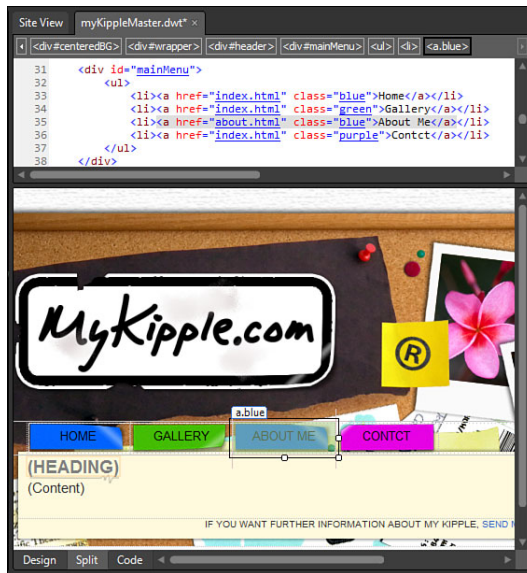 Site View myKippleMaster.dwt* ×
<div#centeredBG> <div#wrapper> <div#header> <div#mainMenu> <ul> <li> <a.blue>
31 <div id="mainMenu">
32 <ul>
33 <li><a href="index.html" class="blue">Home</a></li>
34 <li><a href="index.html" class="green">Gallery</a></li>
35 <li><a href="about.html" class="blue">About Me</a></li>
36 <li><a href="index.html" class="purple">Contct</a></li>
37 </ul>
38 </div>
MyKipple.com
®
a.blue
HOME GALLERY ABOUT ME CONTCT
(HEADING)
(Content)
IF YOU WANT FURTHER INFORMATION ABOUT MY KIPPLE, SEND M
Design Split Code